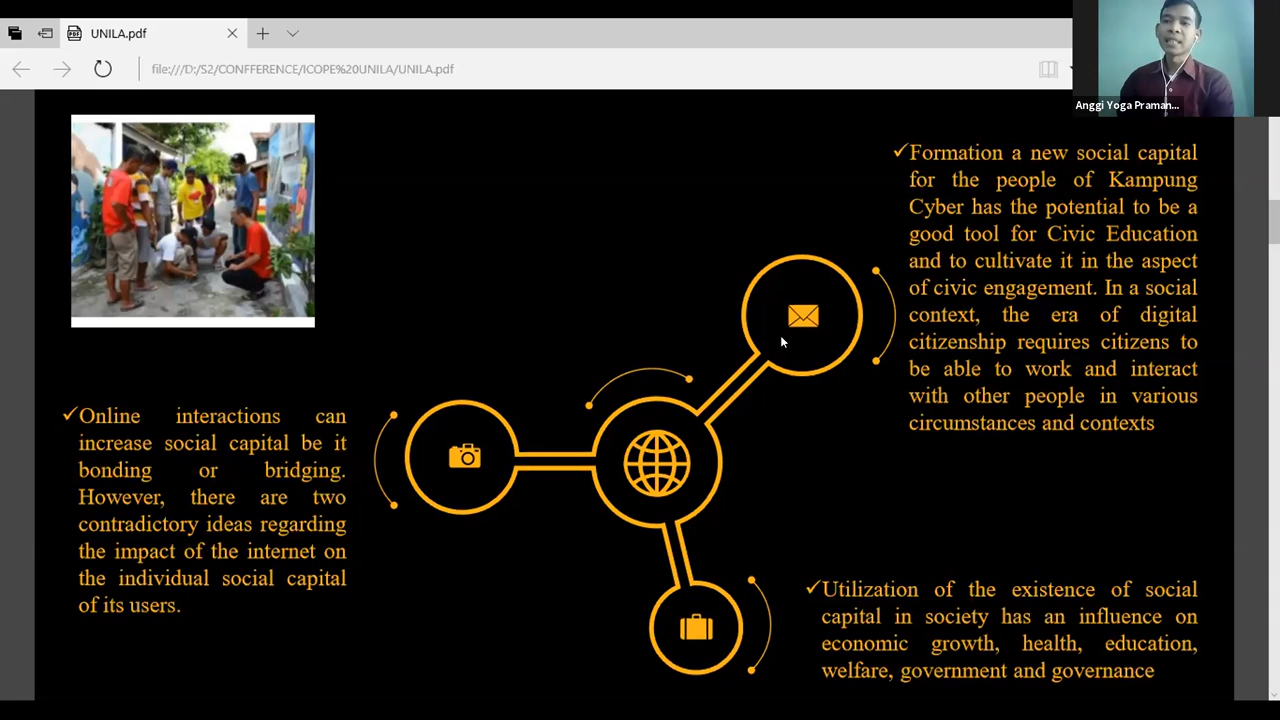 UNILA.pdf
file:///D:/S2/CONFFERENCE/ICOPE%20UNILA/UNILA.pdf
Anggi Yoga Praman...
✓Formation a new social capital
for the people of Kampung
Cyber has the potential to be a
good tool for Civic Education
and to cultivate it in the aspect
of civic engagement. In a social
context, the era of digital
citizenship requires citizens to
be able to work and interact
with other people in various
circumstances and contexts
✓Online interactions can
increase social capital be it
bonding or bridging.
However, there are two
contradictory ideas regarding
the impact of the internet on
the individual social capital
of its users.
✓Utilization of the existence of social
capital in society has an influence on
economic growth, health, education,
welfare, government and governance